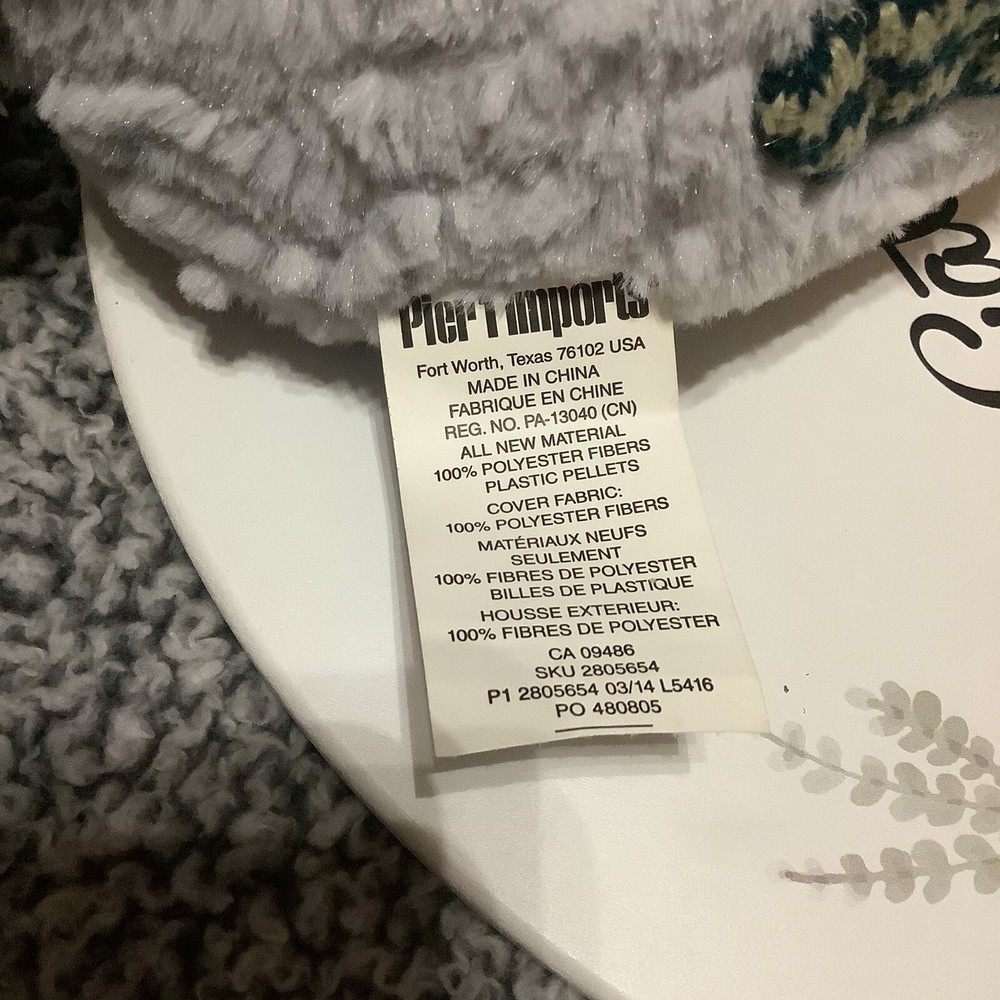 Pier 1 imports
Fort Worth, Texas 76102 USA
MADE IN CHINA
FABRIQUE EN CHINE
REG. NO. PA-13040 (CN)
ALL NEW MATERIAL
100% POLYESTER FIBERS
PLASTIC PELLETS
COVER FABRIC:
100% POLYESTER FIBERS
MATÉRIAUX NEUFS
SEULEMENT
100% FIBRES DE POLYESTER
BILLES DE PLASTIQUE
HOUSSE EXTERIEUR:
100% FIBRES DE POLYESTER
CA 09486
SKU 2805654
P1 2805654 03/14 L5416
PO 480805